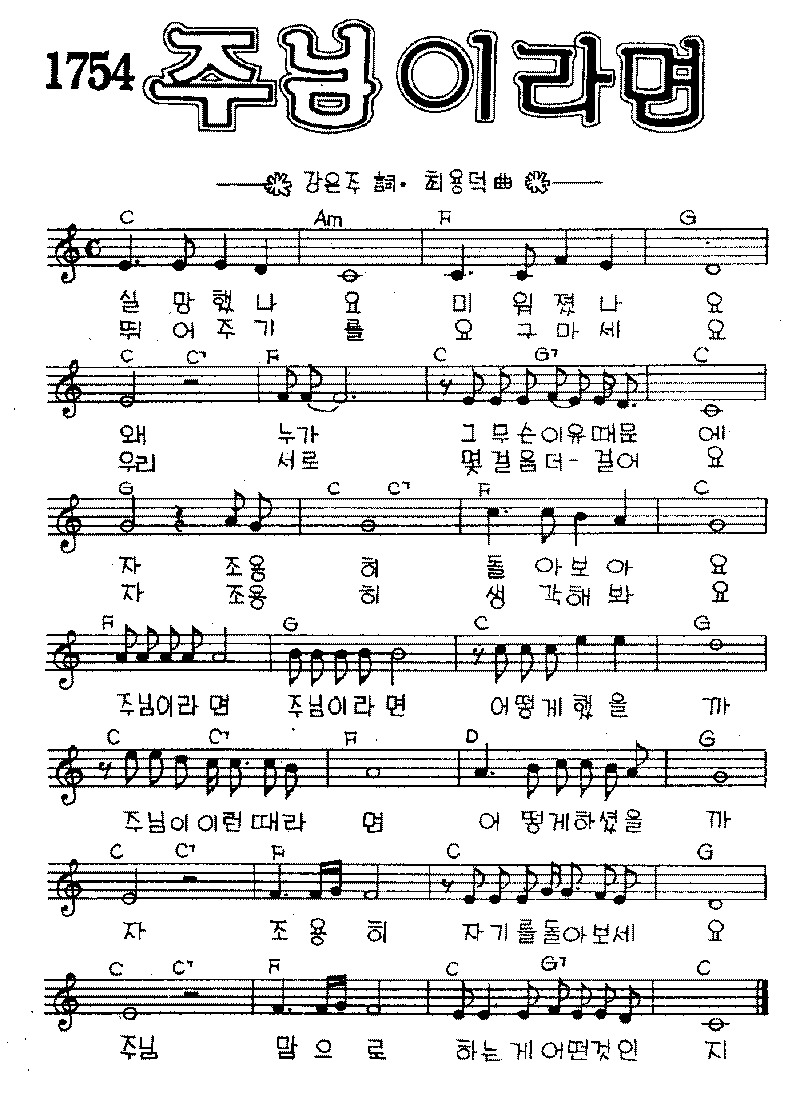 1754 주님이라면
강은주 詞· 최용덕 曲
C Am F G
실 망 했 나 요 미 워 졌 나 요
뛰 어 주 기 를 요 구 마 세 요
C C7 F C G7 C
왜 누가 그 무슨이유때문 에
우리 서로 몇걸음더-걸어 요
G C C7 F C
자 조용 히 돌 아보 아 요
자 조용 히 생 각해 봐 요
F G C G
주님이라 면 주님이라 면 어떻게했 을 까
C C7 F D G
주님이 이런 때라 면 어 떻게하셨을 까
C C7 F C G
자 조 용 히 자 기 를돌아보세 요
C C7 F C G7 C
주님 맘 으 로 하는 게 어떤것인 지